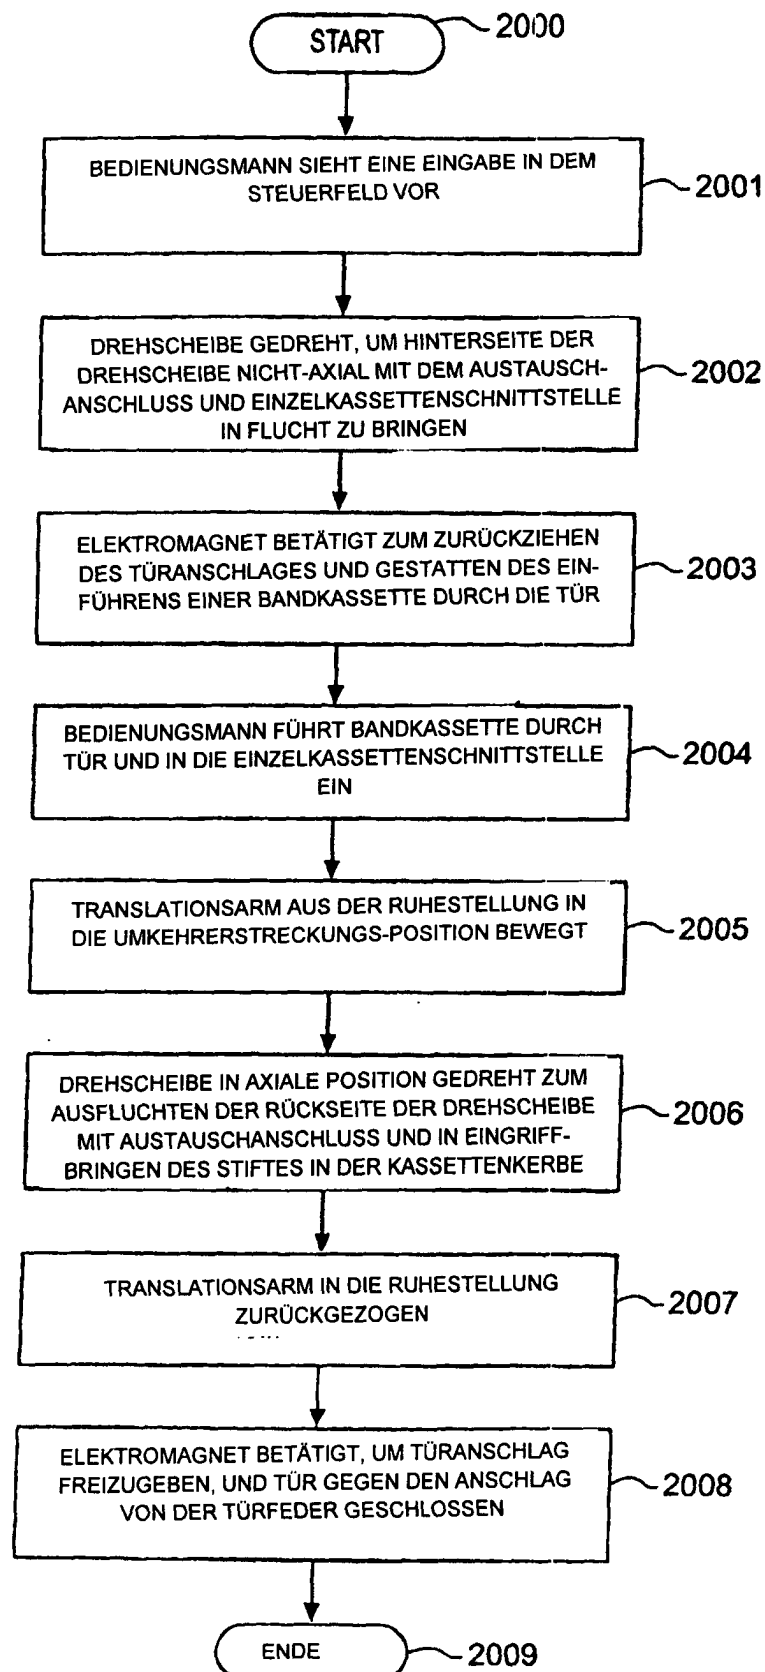 START
2000
BEDIENUNGSMANN SIEHT EINE EINGABE IN DEM
STEUERFELD VOR
2001
DREHSCHEIBE GEDREHT, UM HINTERSEITE DER
DREHSCHEIBE NICHT-AXIAL MIT DEM AUSTAUSCH-
ANSCHLUSS UND EINZELKASSETTENSCHNITTSTELLE
IN FLUCHT ZU BRINGEN
2002
ELEKTROMAGNET BETÄTIGT ZUM ZURÜCKZIEHEN
DES TÜRANSCHLAGES UND GESTATTEN DES EIN-
FÜHRENS EINER BANDKASSETTE DURCH DIE TÜR
2003
BEDIENUNGSMANN FÜHRT BANDKASSETTE DURCH
TÜR UND IN DIE EINZELKASSETTENSCHNITTSTELLE
EIN
2004
TRANSLATIONSARM AUS DER RUHESTELLUNG IN
DIE UMKEHRERSTRECKUNGS-POSITION BEWEGT
2005
DREHSCHEIBE IN AXIALE POSITION GEDREHT ZUM
AUSFLUCHTEN DER RÜCKSEITE DER DREHSCHEIBE
MIT AUSTAUSCHANSCHLUSS UND IN EINGRIFF-
BRINGEN DES STIFTES IN DER KASSETTENKERBE
2006
TRANSLATIONSARM IN DIE RUHESTELLUNG
ZURÜCKGEZOGEN
2007
ELEKTROMAGNET BETÄTIGT, UM TÜRANSCHLAG
FREIZUGEBEN, UND TÜR GEGEN DEN ANSCHLAG
VON DER TÜRFEDER GESCHLOSSEN
2008
ENDE
2009